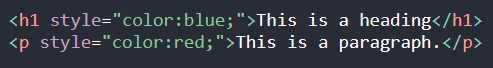 <h1 style="color:blue;">This is a heading</h1>
<p style="color:red;">This is a paragraph.</p>